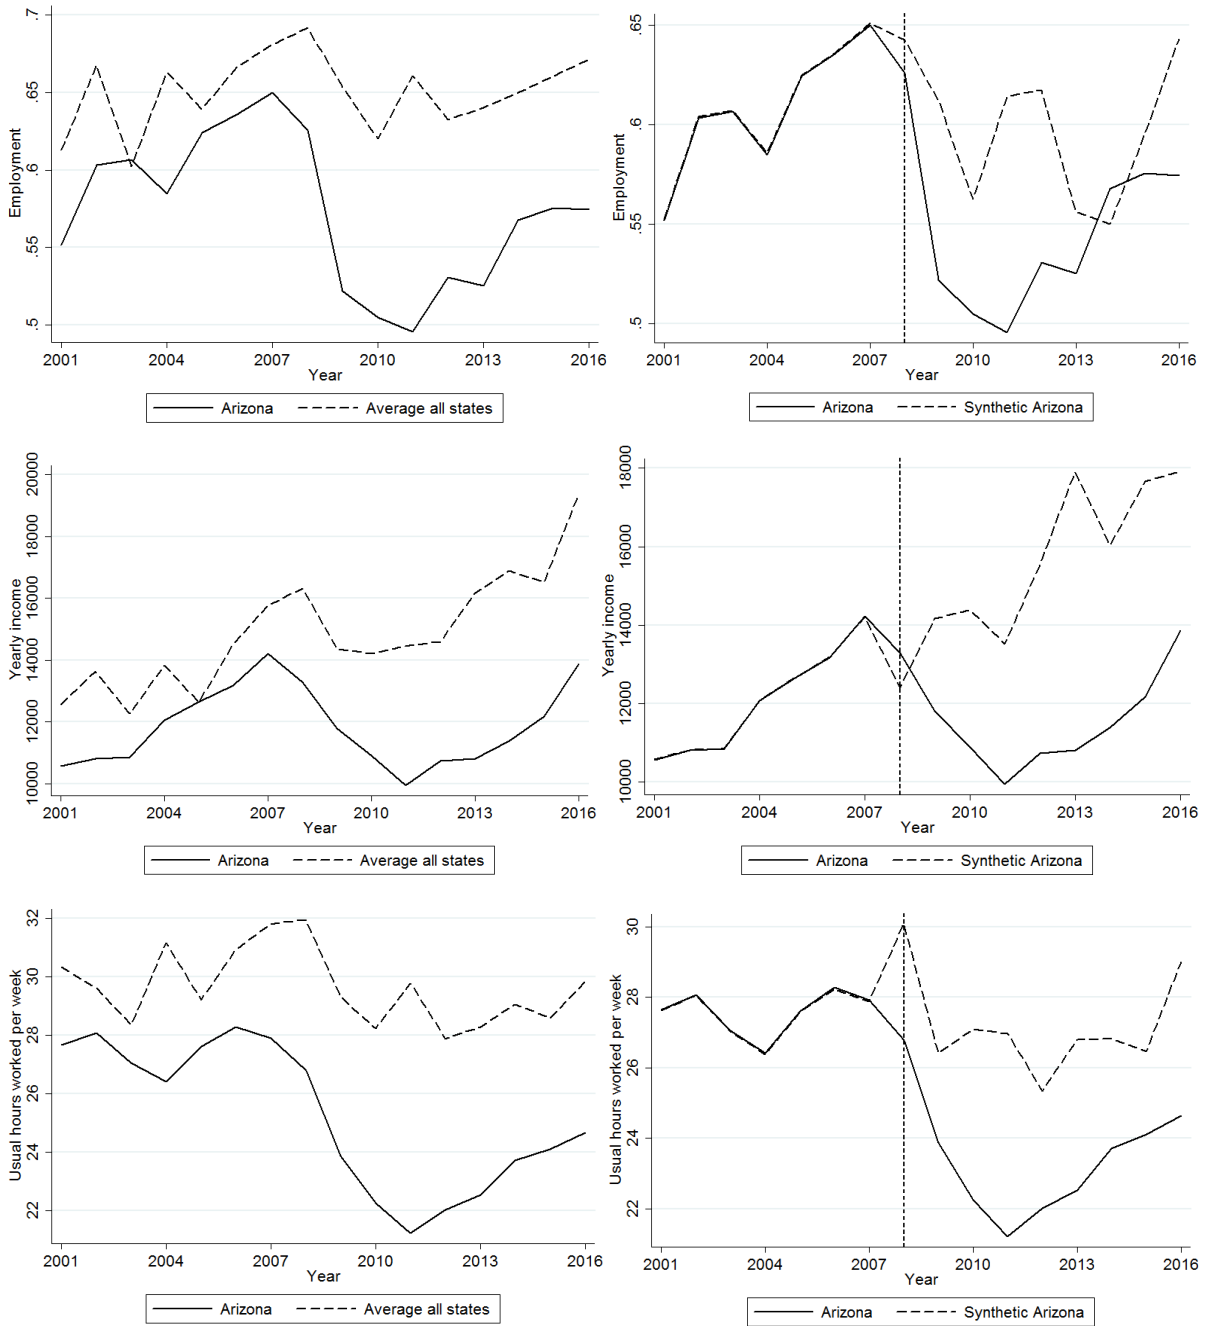 Employment
.7
.65
.6
.55
.5
2001 2004 2007 2010 2013 2016
Year
Arizona Average all states
Employment
.65
.6
.55
.5
2001 2004 2007 2010 2013 2016
Year
Arizona Synthetic Arizona
Yearly income
20000
18000
16000
14000
12000
10000
2001 2004 2007 2010 2013 2016
Year
Arizona Average all states
Yearly income
18000
16000
14000
12000
10000
2001 2004 2007 2010 2013 2016
Year
Arizona Synthetic Arizona
Usual hours worked per week
32
30
28
26
24
22
2001 2004 2007 2010 2013 2016
Year
Arizona Average all states
Usual hours worked per week
30
28
26
24
22
2001 2004 2007 2010 2013 2016
Year
Arizona Synthetic Arizona